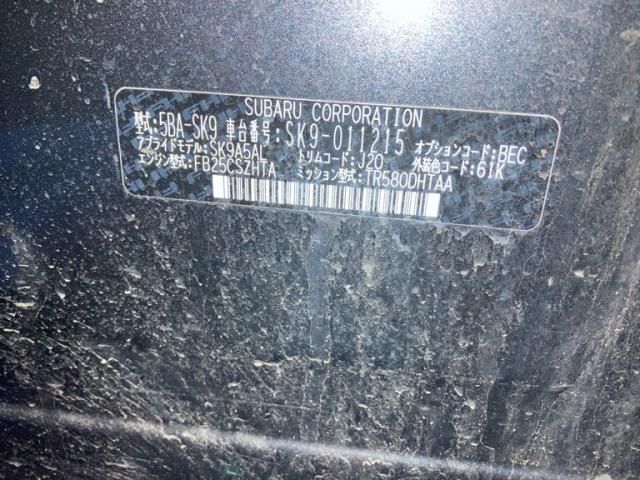 SUBARU CORPORATION
型式:5BA-SK9 車台番号:SK9-011215 オプションコード:BEC
アプライドモデル:SK9A5AL トリムコード:J20 外装色コード:61K
エンジン型式:FB25CSZHTA ミッション型式:TR580DHTAA